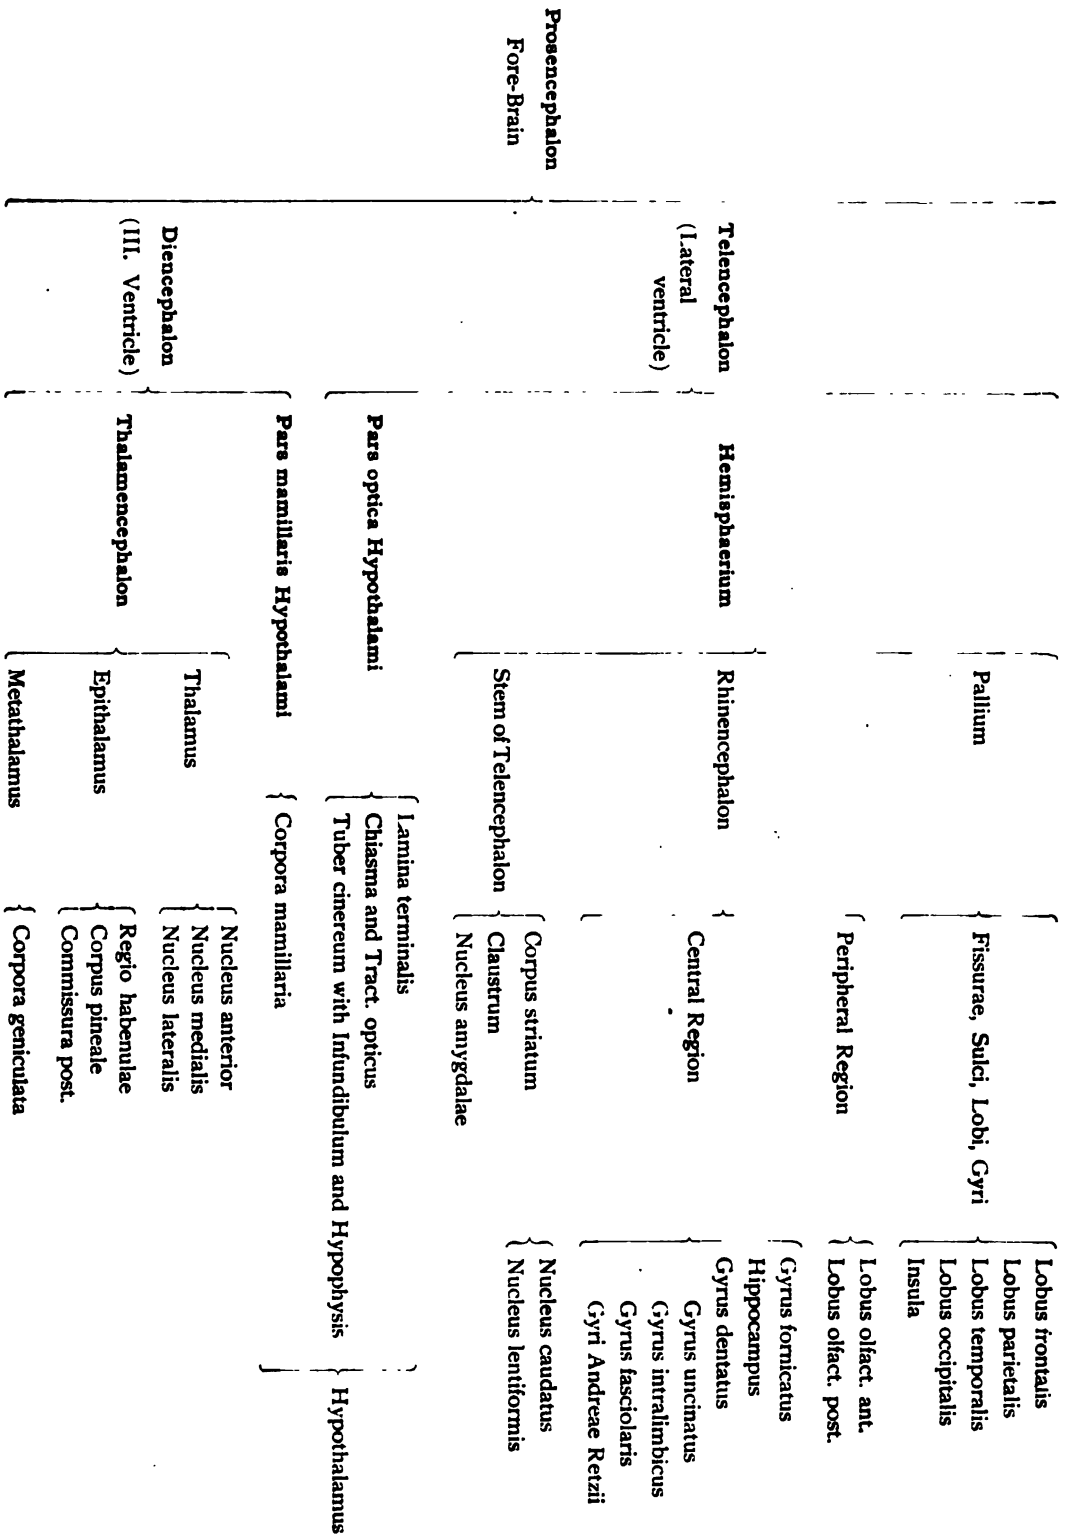 Prosencephalon
Fore-Brain
Telencephalon
(Lateral
ventricle)
Diencephalon
(III. Ventricle)
Hemisphaerium
Pars optica Hypothalami
Pars mamillaris Hypothalami
Thalamencephalon
Pallium
Rhinencephalon
Stem of Telencephalon
Thalamus
Epithalamus
Metathalamus
Fissurae, Sulci, Lobi, Gyri
Peripheral Region
Central Region
Corpus striatum
Claustrum
Nucleus amygdalae
Lamina terminalis
Chiasma and Tract. opticus
Tuber cinereum with Infundibulum and Hypophysis
Corpora mamillaria
Nucleus anterior
Nucleus medialis
Nucleus lateralis
Regio habenulae
Corpus pineale
Commissura post.
Corpora geniculata
Lobus frontalis
Lobus parietalis
Lobus temporalis
Lobus occipitalis
Insula
Lobus olfact. ant.
Lobus olfact. post.
Gyrus fornicatus
Hippocampus
Gyrus dentatus
Gyrus uncinatus
Gyrus intralimbicus
Gyrus fasciolaris
Gyri Andreae Retzii
Nucleus caudatus
Nucleus lentiformis
Hypothalamus